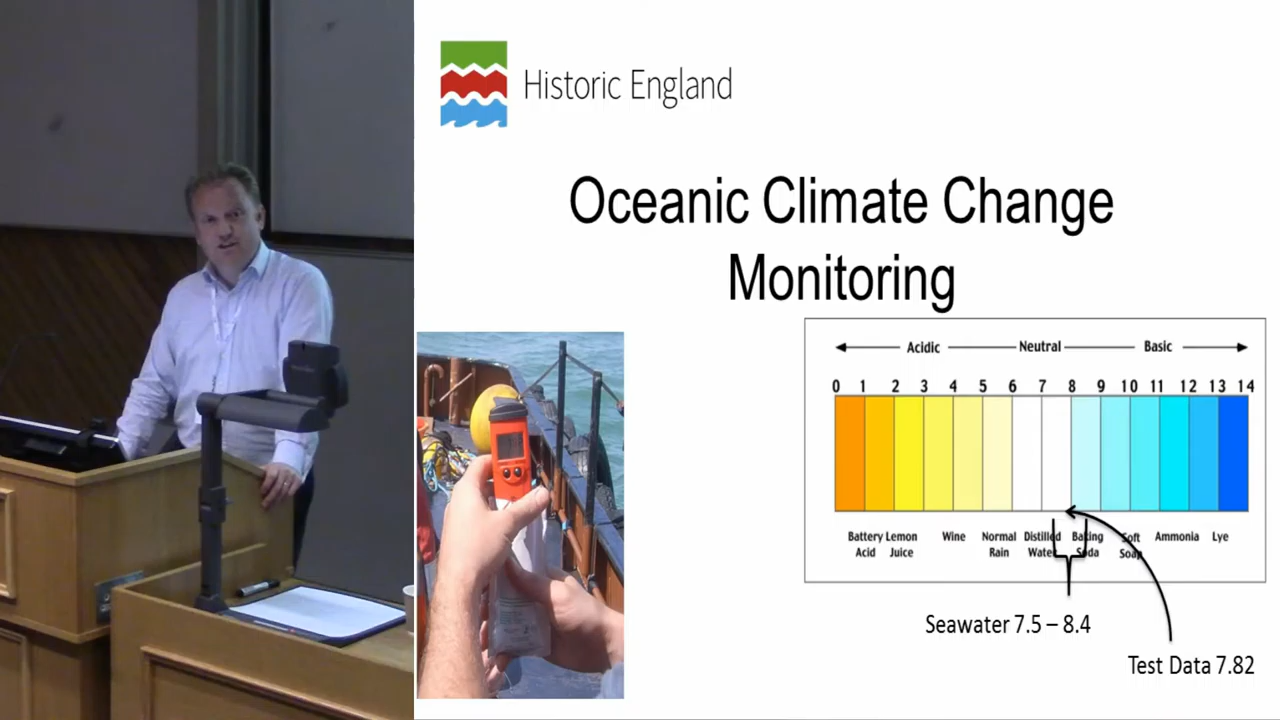 Historic England
Oceanic Climate Change
Monitoring
Acidic Neutral Basic
0 1 2 3 4 5 6 7 8 9 10 11 12 13 14
Battery Lemon Wine Normal Distilled Baking Soft Ammonia Lye
Acid Juice Rain Water Soda Soap
Seawater 7.5 – 8.4
Test Data 7.82